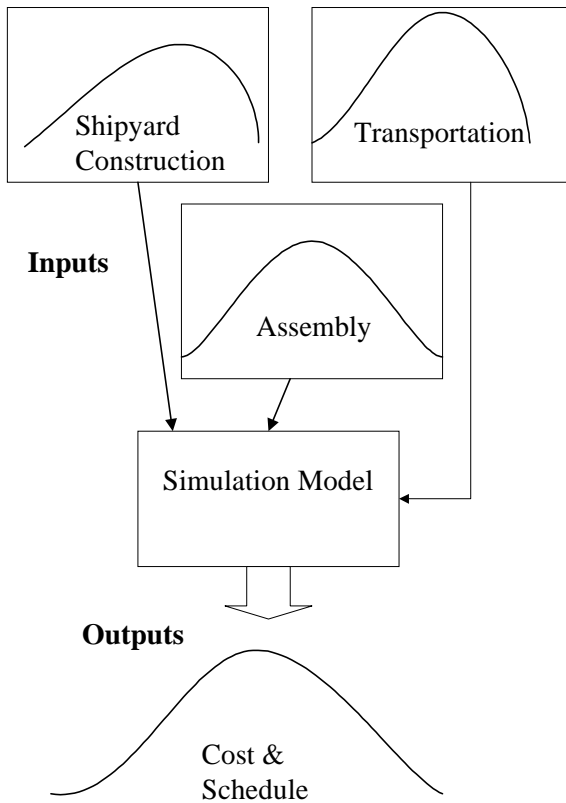 Shipyard
Construction
Transportation
Inputs
Assembly
Simulation Model
Outputs
Cost &
Schedule